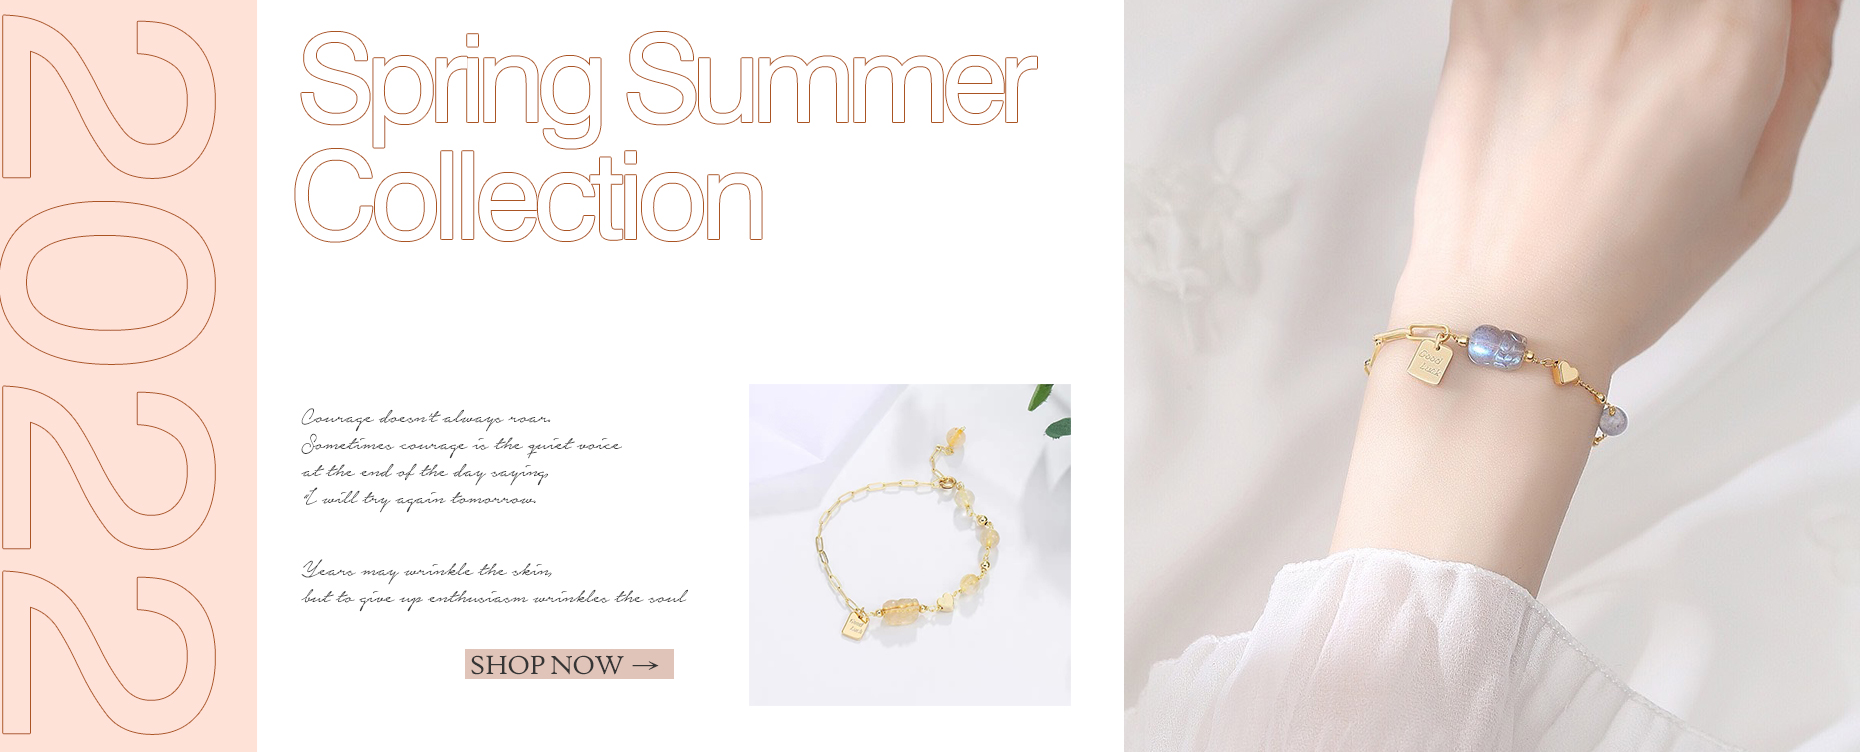 2022
Spring Summer
Collection
Courage doesn't always roar.
Sometimes courage is the quiet voice
at the end of the day saying,
"I will try again tomorrow.
Years may wrinkle the skin,
but to give up enthusiasm wrinkles the soul
SHOP NOW →
Good
Luck
Good
Luck